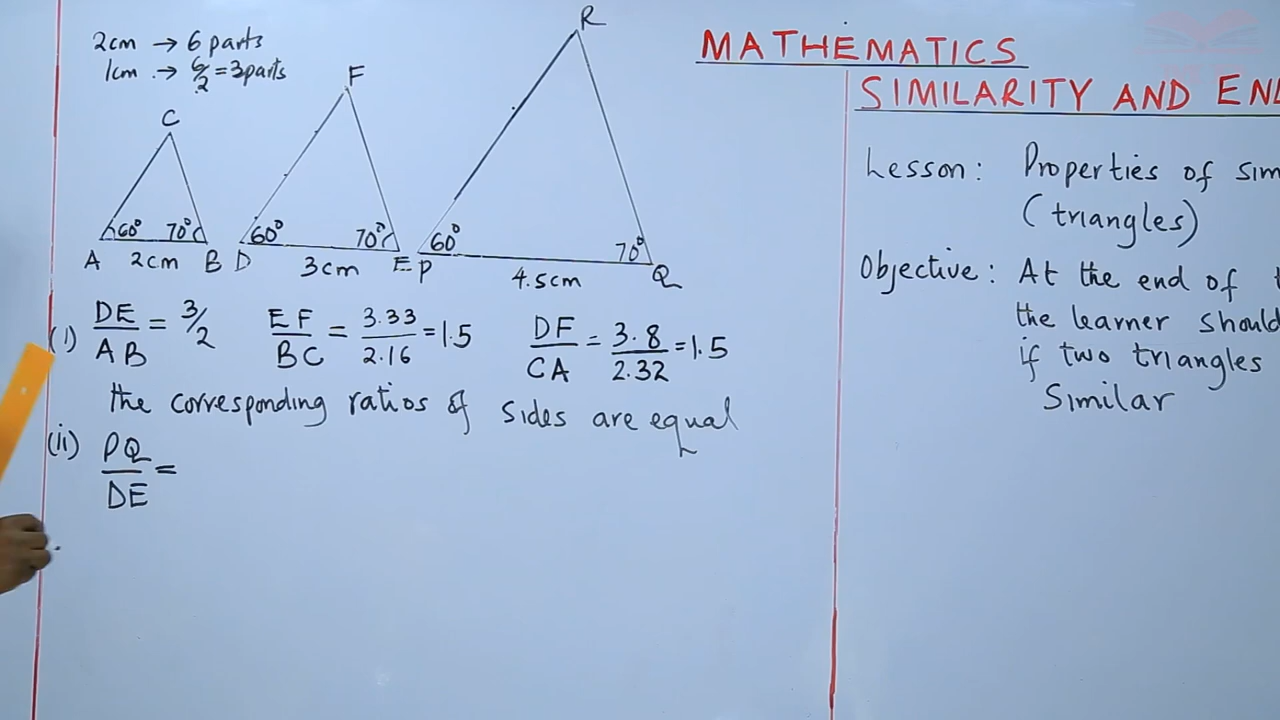 2cm → 6 parts
1cm → 6/2 = 3parts
C
F
R
60° 70°
60° 70°
60° 70°
A 2cm B D 3cm E P 4.5cm Q
(i) DE/AB = 3/2 EF/BC = 3.33/2.16 = 1.5 DF/CA = 3.8/2.32 = 1.5
the corresponding ratios of sides are equal
(ii) PQ/DE =
MATHEMATICS
SIMILARITY AND EN
Lesson: Properties of sim
(triangles)
Objective: At the end of t
the learner should
if two triangles
Similar